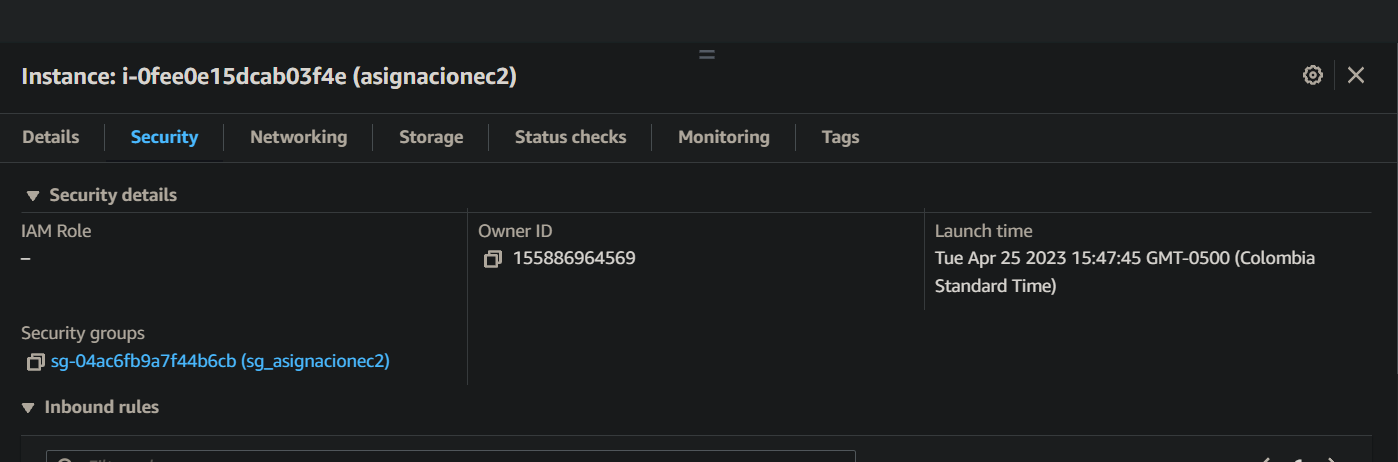 Instance: i-0fee0e15dcab03f4e (asignacionec2)
Details
Security
Networking
Storage
Status checks
Monitoring
Tags
Security details
IAM Role
–
Owner ID
155886964569
Launch time
Tue Apr 25 2023 15:47:45 GMT-0500 (Colombia
Standard Time)
Security groups
sg-04ac6fb9a7f44b6cb (sg_asignacionec2)
Inbound rules